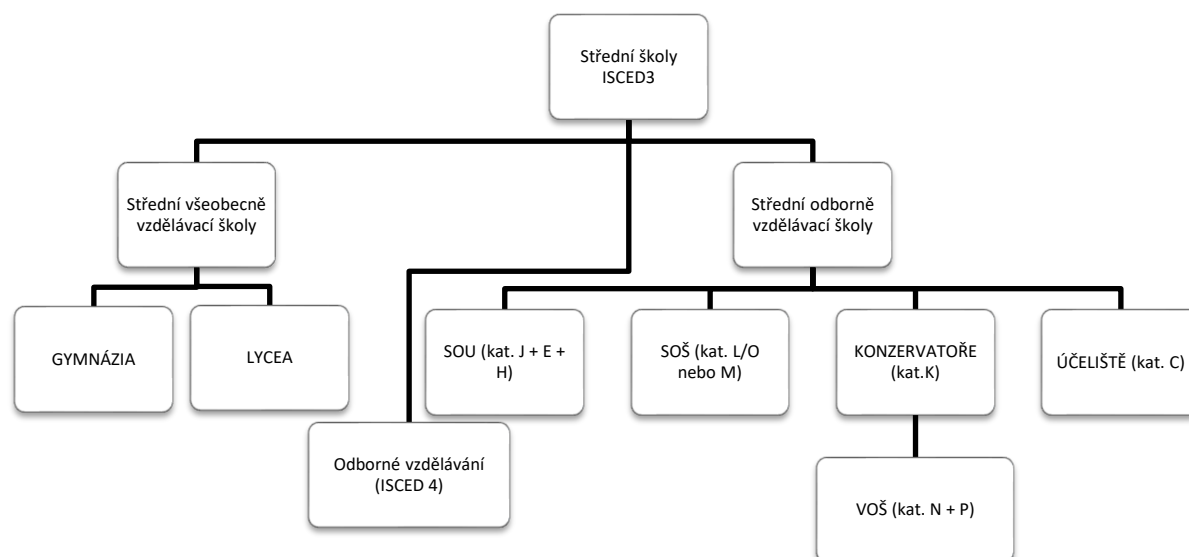 Střední školy
ISCED3
Střední všeobecně
vzdělávací školy
Střední odborně
vzdělávací školy
GYMNÁZIA
LYCEA
SOU (kat. J + E +
H)
SOŠ (kat. L/O
nebo M)
KONZERVATOŘE
(kat.K)
ÚČELIŠTĚ (kat. C)
Odborné vzdělávání
(ISCED 4)
VOŠ (kat. N + P)